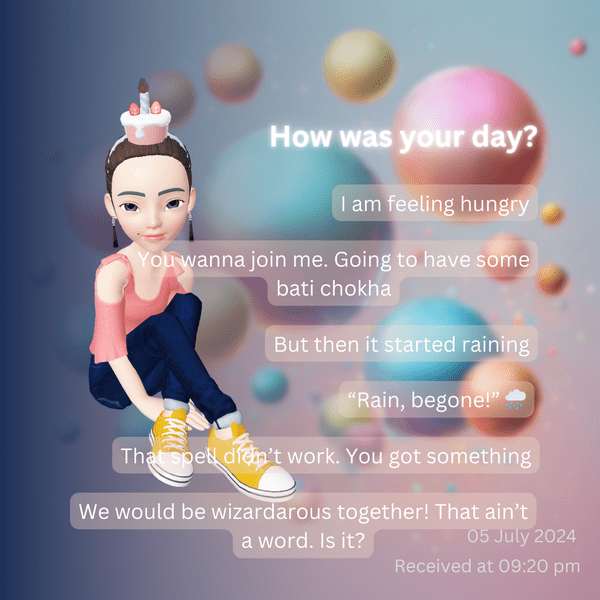 How was your day?
I am feeling hungry
You wanna join me. Going to have some
bati chokha
But then it started raining
“Rain, begone!” 🌧️
That spell didn’t work. You got something
We would be wizardarous together! That ain’t
a word. Is it?
05 July 2024
Received at 09:20 pm